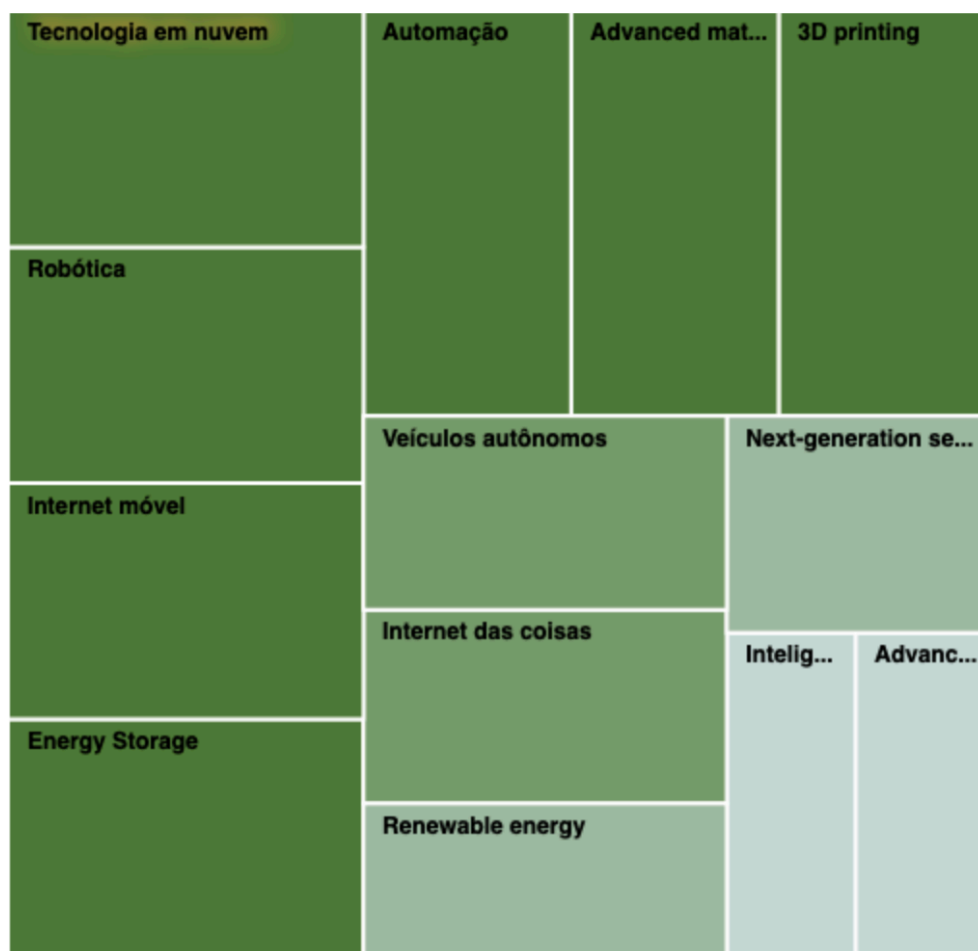 Tecnologia em nuvem
Automação
Advanced mat...
3D printing
Robótica
Veículos autônomos
Next-generation se...
Internet móvel
Internet das coisas
Intelig...
Advanc...
Energy Storage
Renewable energy